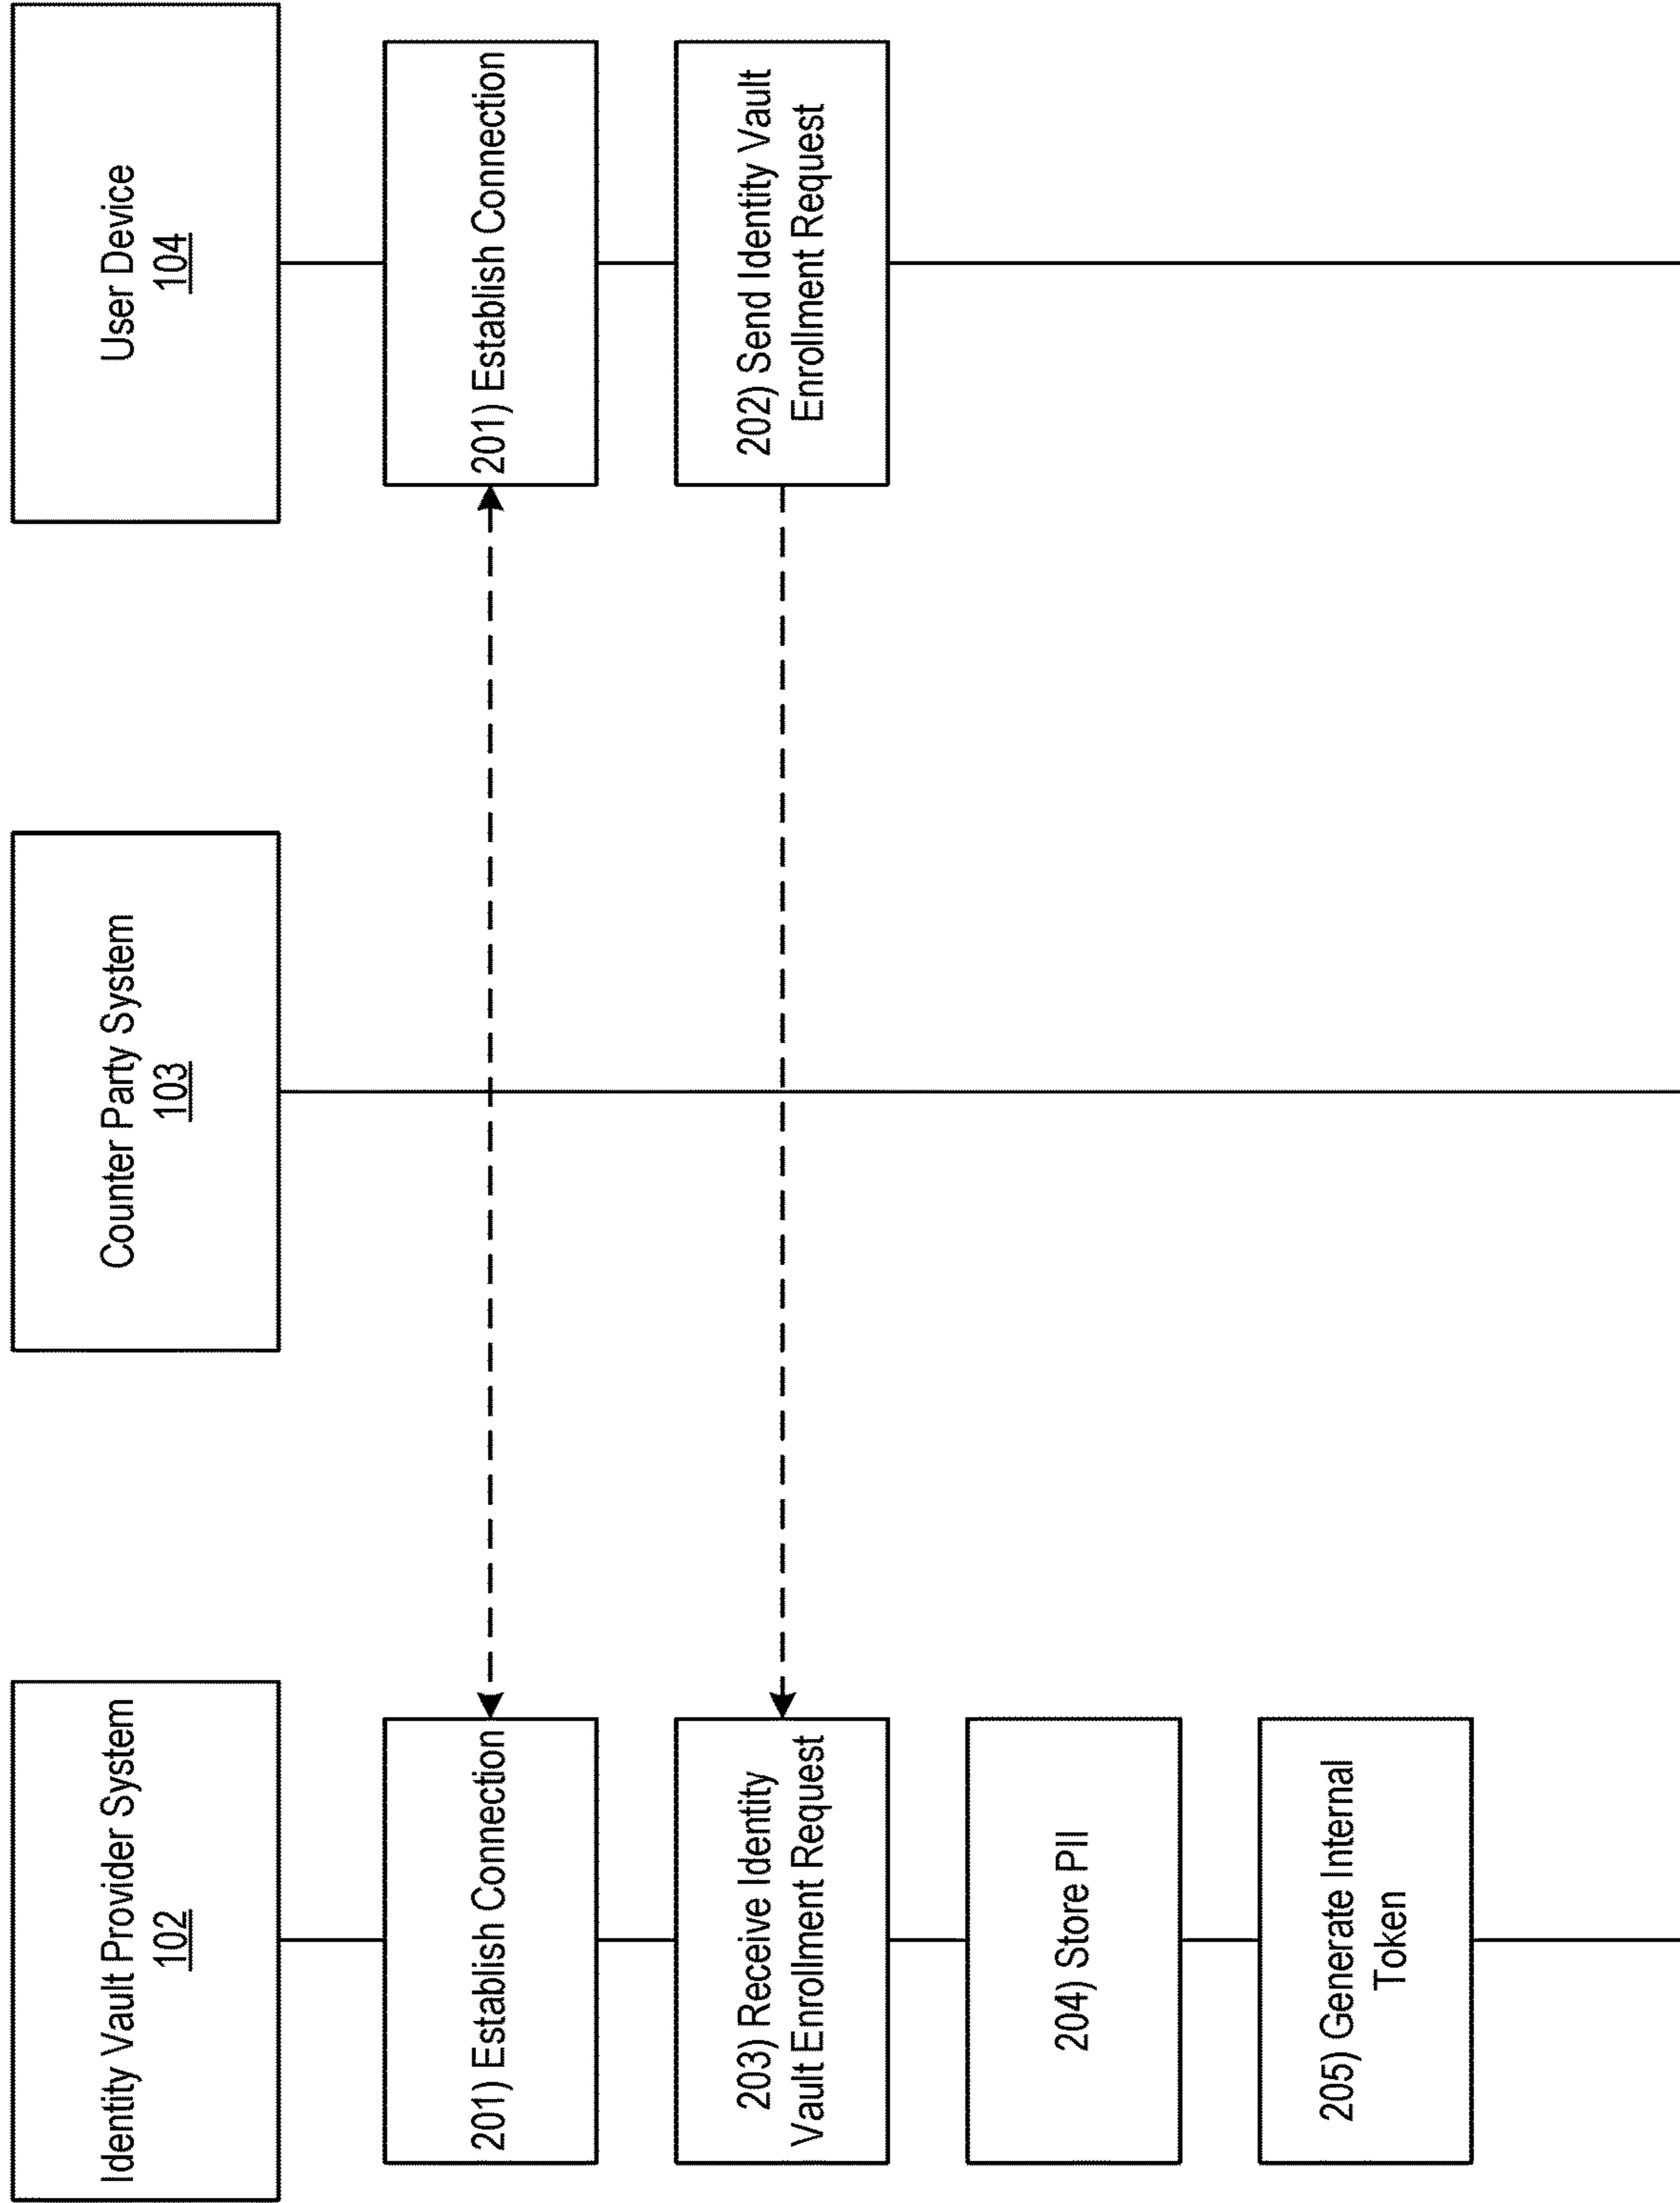 Identity Vault Provider System
102
Counter Party System
103
User Device
104
201) Establish Connection
201) Establish Connection
203) Receive Identity
Vault Enrollment Request
202) Send Identity Vault
Enrollment Request
204) Store PII
205) Generate Internal
Token